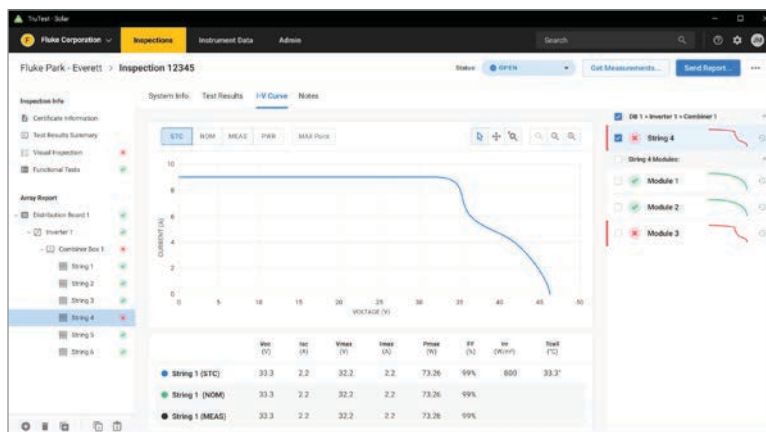 TruTest - Solar
F Fluke Corporation Inspections Instrument Data Admin Search JM
Fluke Park - Everett > Inspection 12345 Status OPEN Get Measurements... Send Report...
System Info Test Results I-V Curve Notes
Inspection Info
Certificate Information
Test Results Summary
Visual Inspection
Functional Tests
Array Report
Distribution Board 1
Inverter 1
Combiner Box 1
String 1
String 2
String 3
String 4
String 5
String 6
STC NOM MEAS PWR MAX Point
CURRENT (A)
10
8
6
4
2
0
0 5 10 15 20 25 30 35 40 45 50
VOLTAGE (V)
Voc Isc Vmax Imax Pmax FF Irr Tcell
(V) (A) (V) (A) (W) (%) (W/m²) (°C)
String 1 (STC) 33.3 2.2 32.2 2.2 73.26 99% 800 33.3°
String 1 (NOM) 33.3 2.2 32.2 2.2 73.26 99%
String 1 (MEAS) 33.3 2.2 32.2 2.2 73.26 99%
DB 1 > Inverter 1 > Combiner 1
String 4
String 4 Modules:
Module 1
Module 2
Module 3